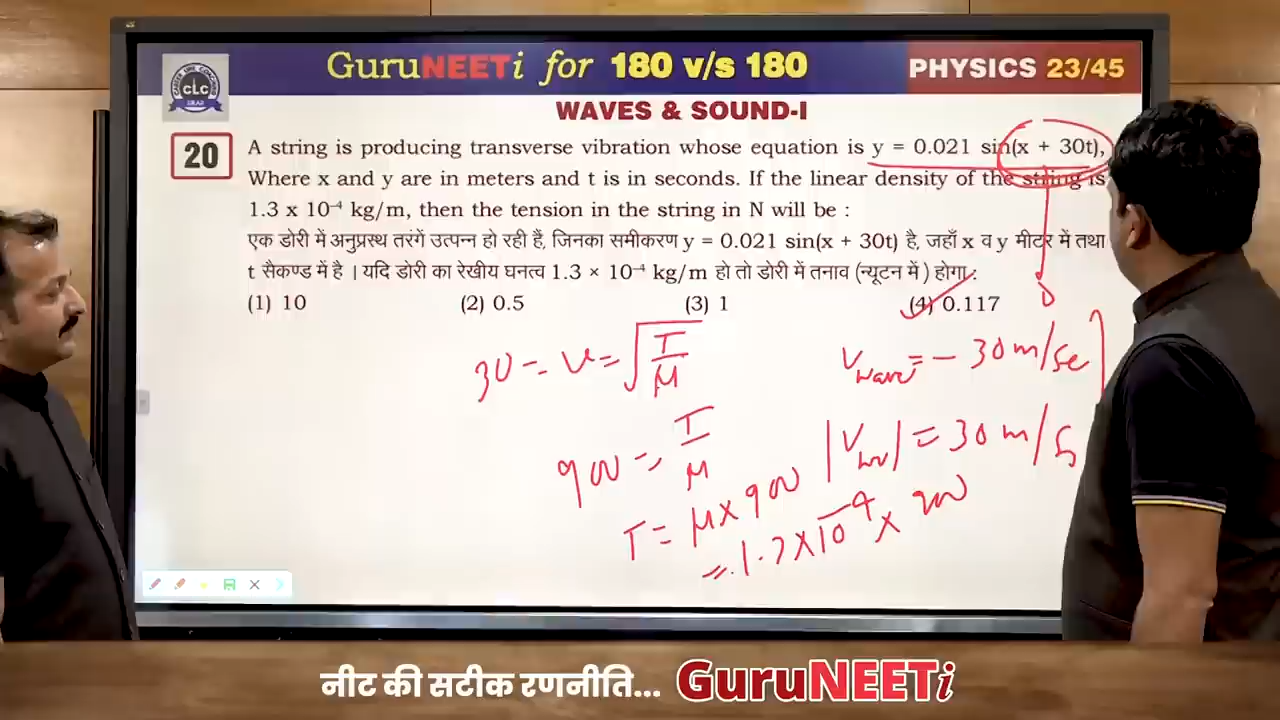 GuruNEETi for 180 v/s 180
PHYSICS 23/45
CLC
WAVES & SOUND-I
20 A string is producing transverse vibration whose equation is y = 0.021 sin(x + 30t),
Where x and y are in meters and t is in seconds. If the linear density of the string is
1.3 x 10⁻⁴ kg/m, then the tension in the string in N will be :
एक डोरी में अनुप्रस्थ तरंगें उत्पन्न हो रही हैं, जिनका समीकरण y = 0.021 sin(x + 30t) है, जहाँ x व y मीटर में तथा
t सैकण्ड में है । यदि डोरी का रेखीय घनत्व 1.3 × 10⁻⁴ kg/m हो तो डोरी में तनाव (न्यूटन में) होगा :
(1) 10 (2) 0.5 (3) 1 (4) 0.117
30 = v = √T/μ
V wave = - 30 m/se
900 = T/μ
|V wv| = 30 m/s
T = μ x 900
= 1.3 x 10⁻⁴ x 900
नीट की सटीक रणनीति... GuruNEETi